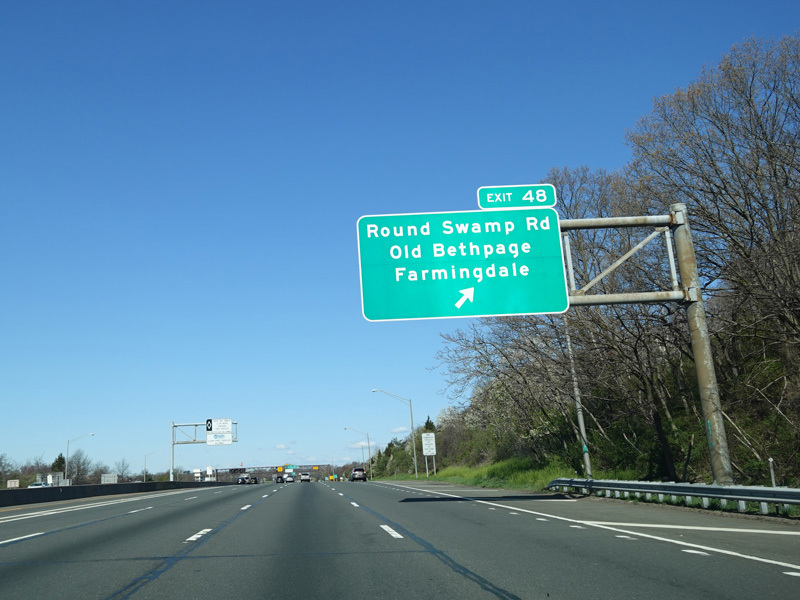 EXIT 48
Round Swamp Rd
Old Bethpage
Farmingdale